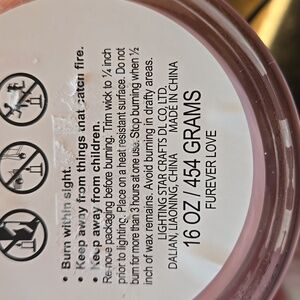 • Burn within sight.
• Keep away from things that catch fire.
• Keep away from children.
Remove packaging before burning. Trim wick to ¼ inch
prior to lighting. Place on a heat resistant surface. Do not
burn for more than 3 hours at one use. Stop burning when ½
inch of wax remains. Avoid burning in drafty areas.
LIGHTING STAR CRAFTS DL CO. LTD.
DALIAN, LIAONING, CHINA MADE IN CHINA
16 OZ / 454 GRAMS
FUREVER LOVE